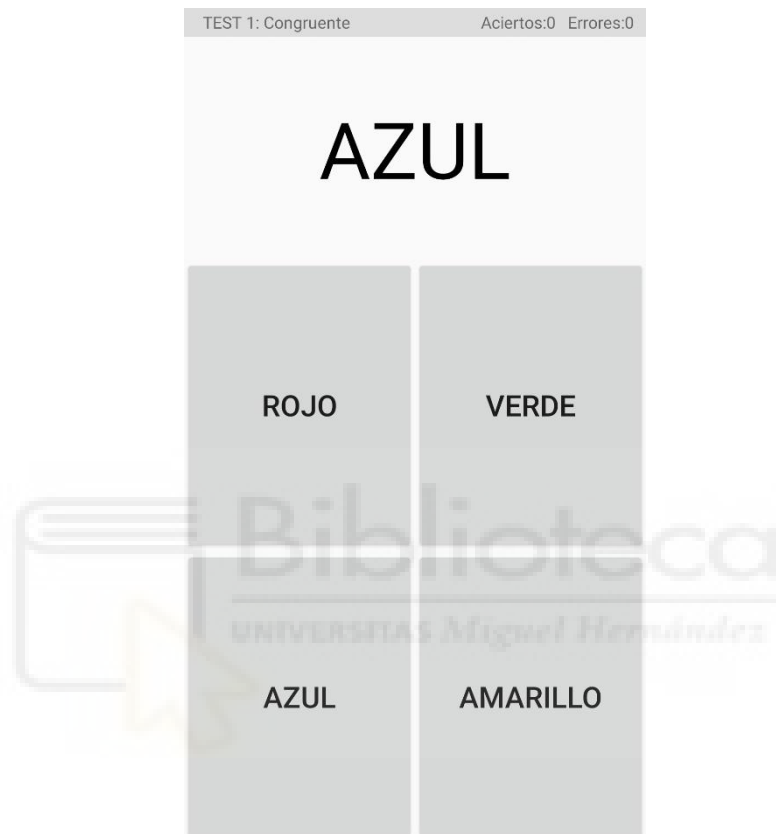 TEST 1: Congruente Aciertos:0 Errores:0
AZUL
ROJO VERDE
Biblioteca
UNIVERSITAS Miguel Hernández
AZUL AMARILLO